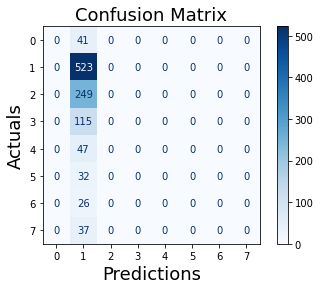 Confusion Matrix
0 0 41 0 0 0 0 0 0
1 0 523 0 0 0 0 0 0
2 0 249 0 0 0 0 0 0
3 0 115 0 0 0 0 0 0
4 0 47 0 0 0 0 0 0
5 0 32 0 0 0 0 0 0
6 0 26 0 0 0 0 0 0
7 0 37 0 0 0 0 0 0
0 1 2 3 4 5 6 7
Actuals
Predictions
500
400
300
200
100
0